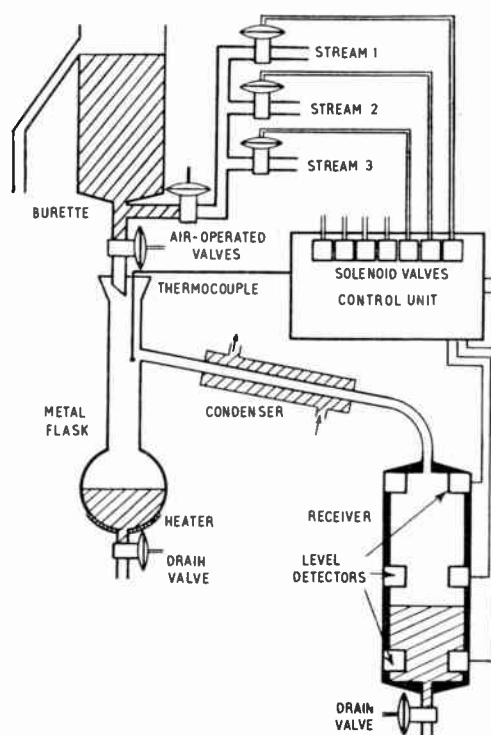 STREAM 1
STREAM 2
STREAM 3
BURETTE
AIR-OPERATED
VALVES
THERMOCOUPLE
SOLENOID VALVES
CONTROL UNIT
METAL
FLASK
CONDENSER
HEATER
DRAIN
VALVE
RECEIVER
LEVEL
DETECTORS
DRAIN
VALVE